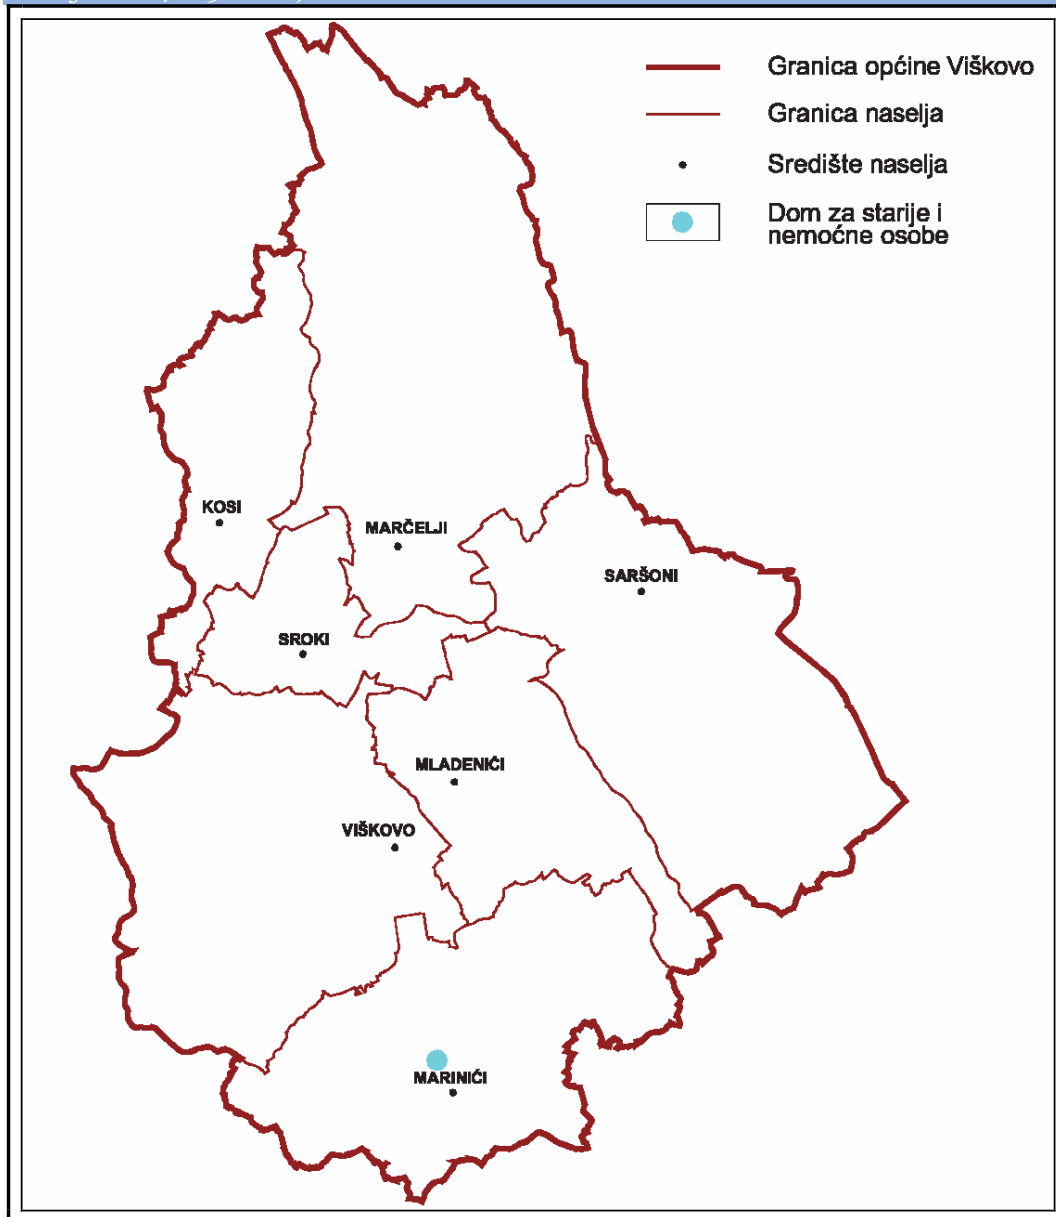 Granica općine Viškovo
Granica naselja
Središte naselja
Dom za starije i
nemoćne osobe
KOSI
MARČELJI
SARŠONI
SROKI
MLADENIĆI
VIŠKOVO
MARINIĆI